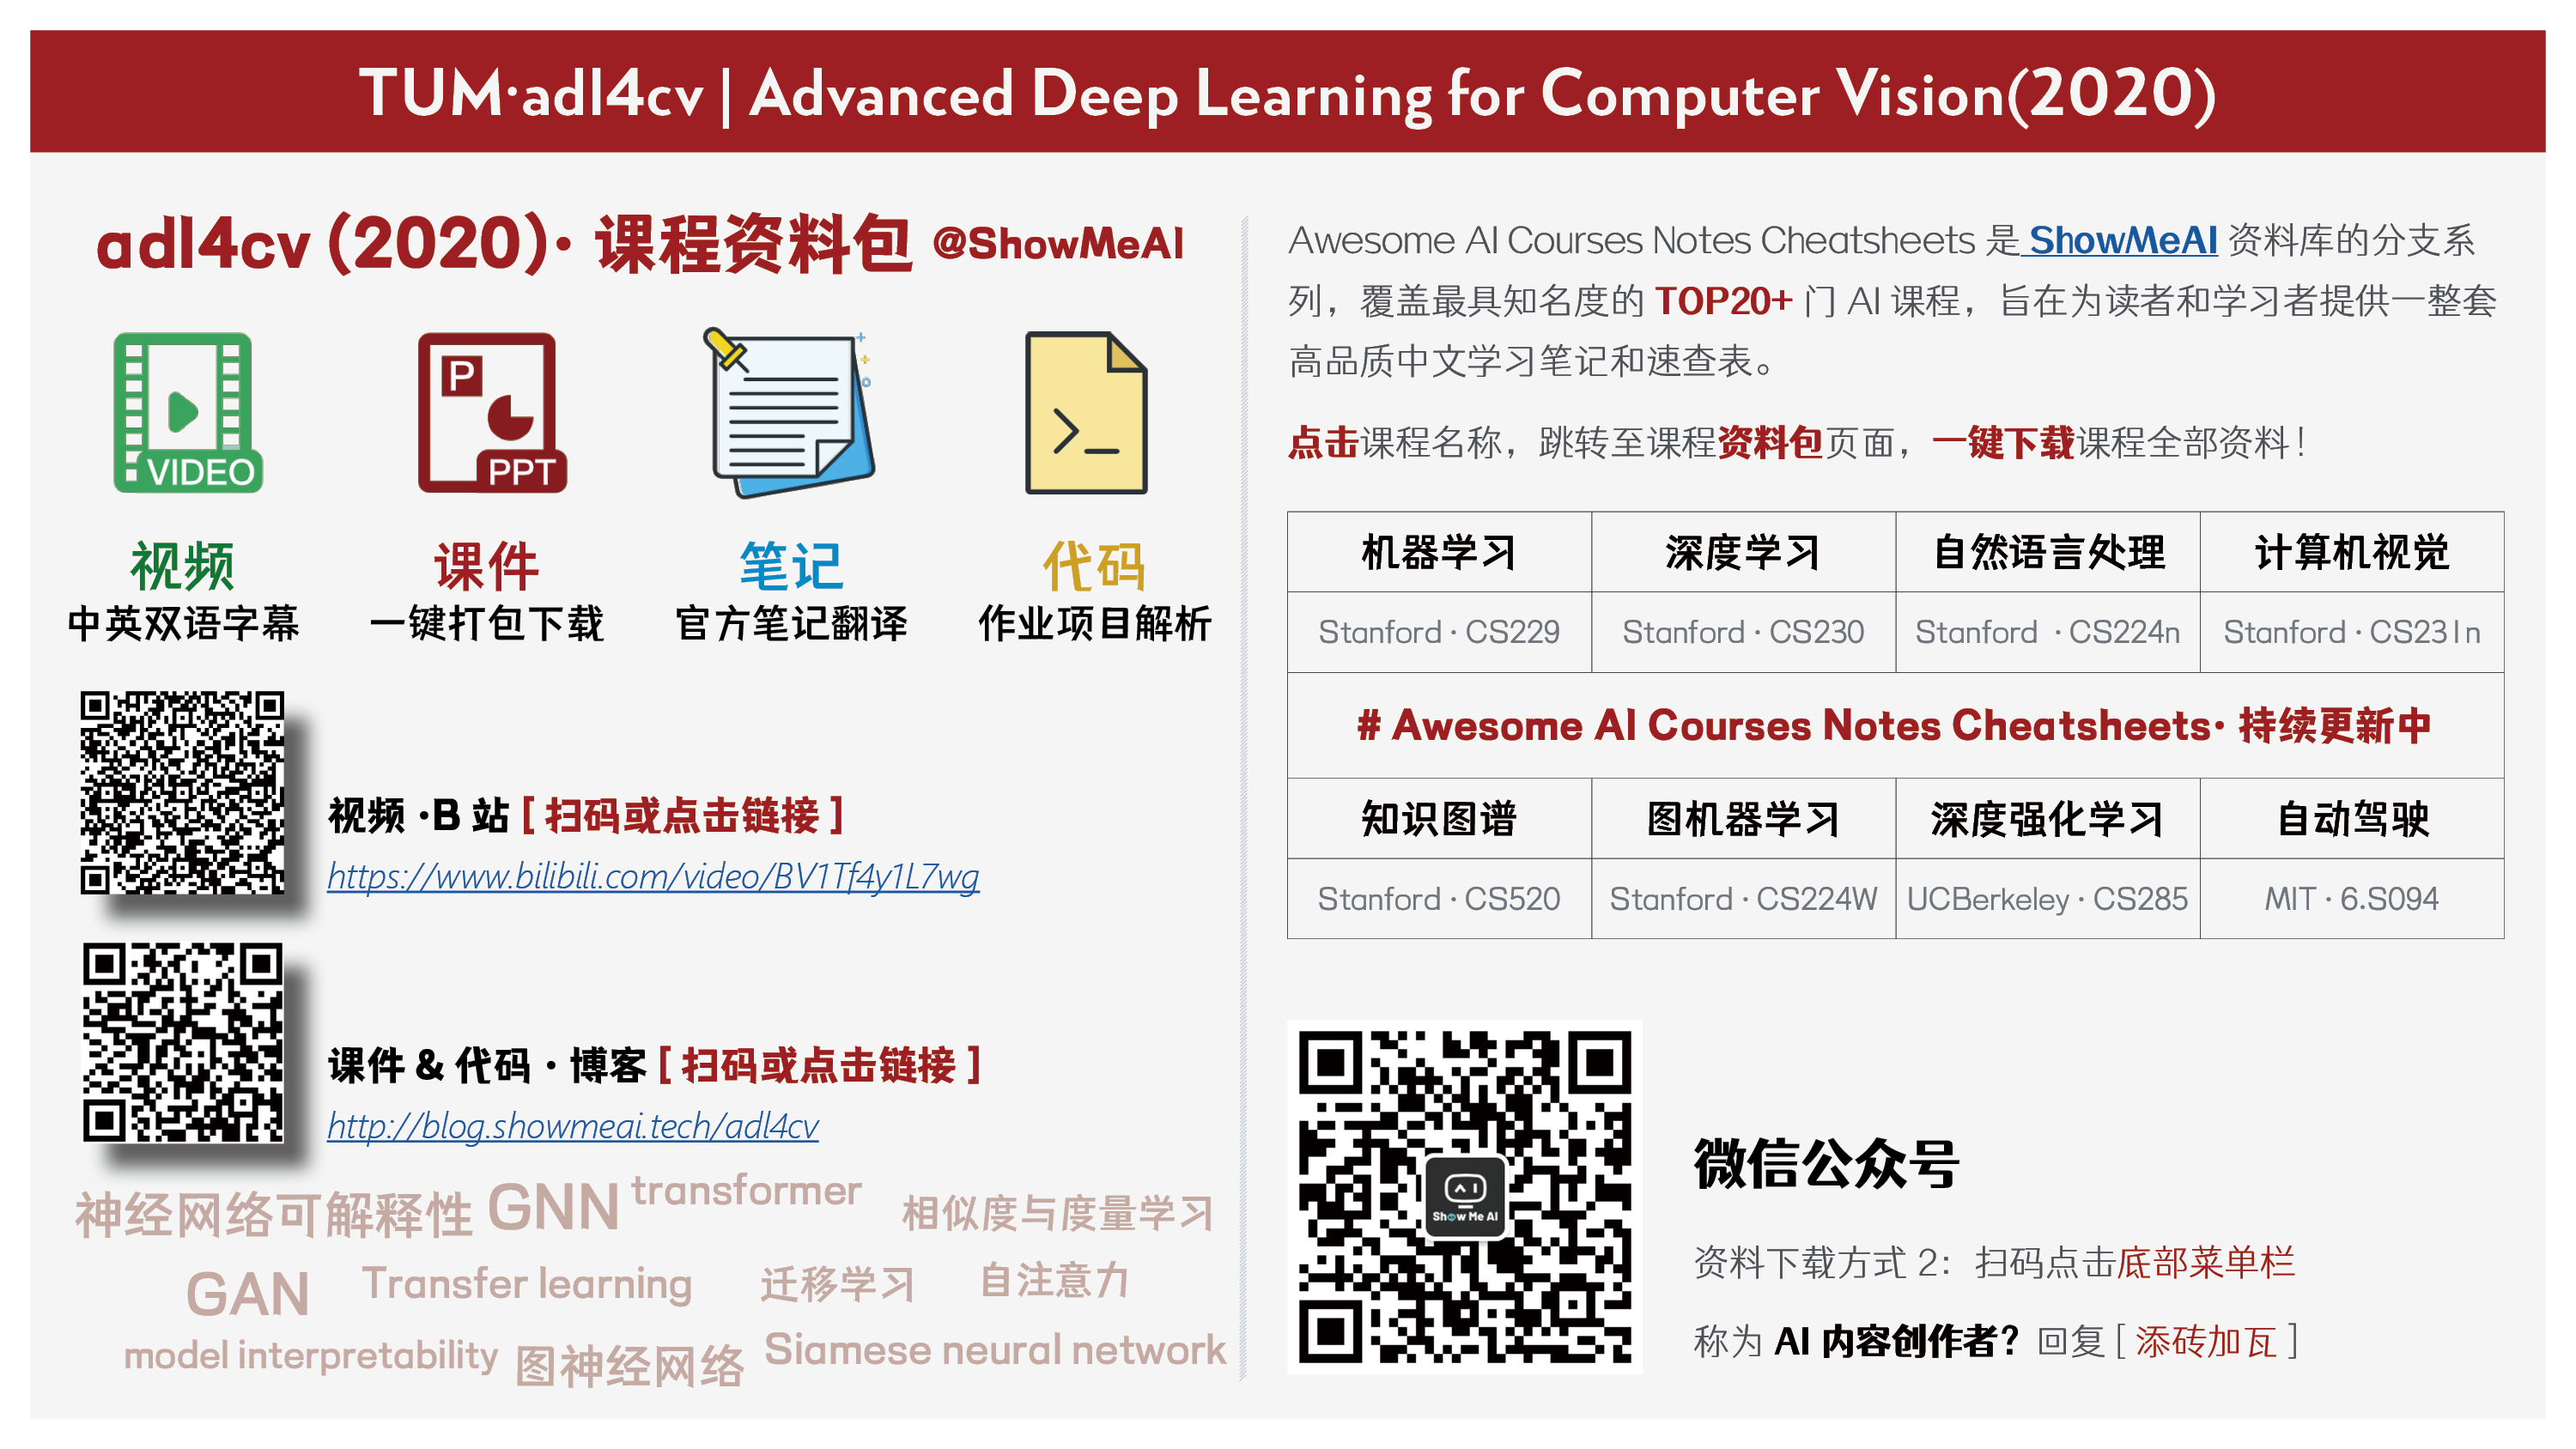 TUM·adl4cv | Advanced Deep Learning for Computer Vision(2020)
adl4cv (2020)· 课程资料包 @ShowMeAI
VIDEO
P
PPT
视频
课件
笔记
代码
中英双语字幕
一键打包下载
官方笔记翻译
作业项目解析
视频 ·B 站 [ 扫码或点击链接 ]
https://www.bilibili.com/video/BV1Tf4y1L7wg
课件 & 代码 · 博客 [ 扫码或点击链接 ]
http://blog.showmeai.tech/adl4cv
神经网络可解释性 GNN transformer 相似度与度量学习
GAN Transfer learning 迁移学习 自注意力
model interpretability 图神经网络 Siamese neural network
Awesome AI Courses Notes Cheatsheets 是 ShowMeAI 资料库的分支系
列，覆盖最具知名度的 TOP20+ 门 AI 课程，旨在为读者和学习者提供一整套
高品质中文学习笔记和速查表。
点击课程名称，跳转至课程资料包页面，一键下载课程全部资料！
机器学习 深度学习 自然语言处理 计算机视觉
Stanford · CS229 Stanford · CS230 Stanford · CS224n Stanford · CS231n
# Awesome AI Courses Notes Cheatsheets· 持续更新中
知识图谱 图机器学习 深度强化学习 自动驾驶
Stanford · CS520 Stanford · CS224W UCBerkeley · CS285 MIT · 6.S094
Show Me AI
微信公众号
资料下载方式 2：扫码点击底部菜单栏
称为 AI 内容创作者？回复 [ 添砖加瓦 ]